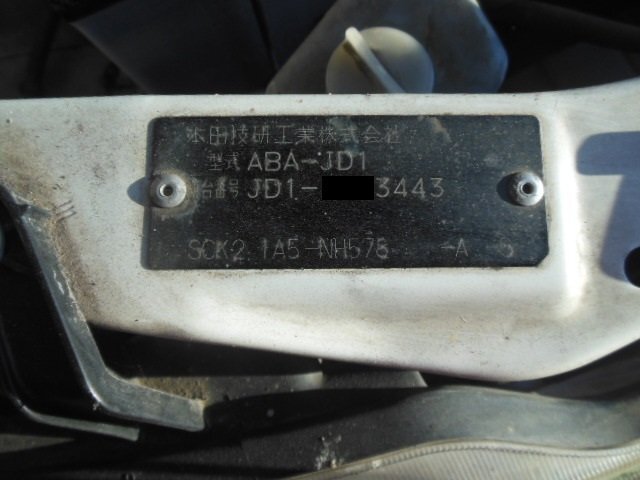 本田技研工業株式会社
型式 ABA-JD1
台番号 JD1- 3443
SCK2 1A5-NH578 -A